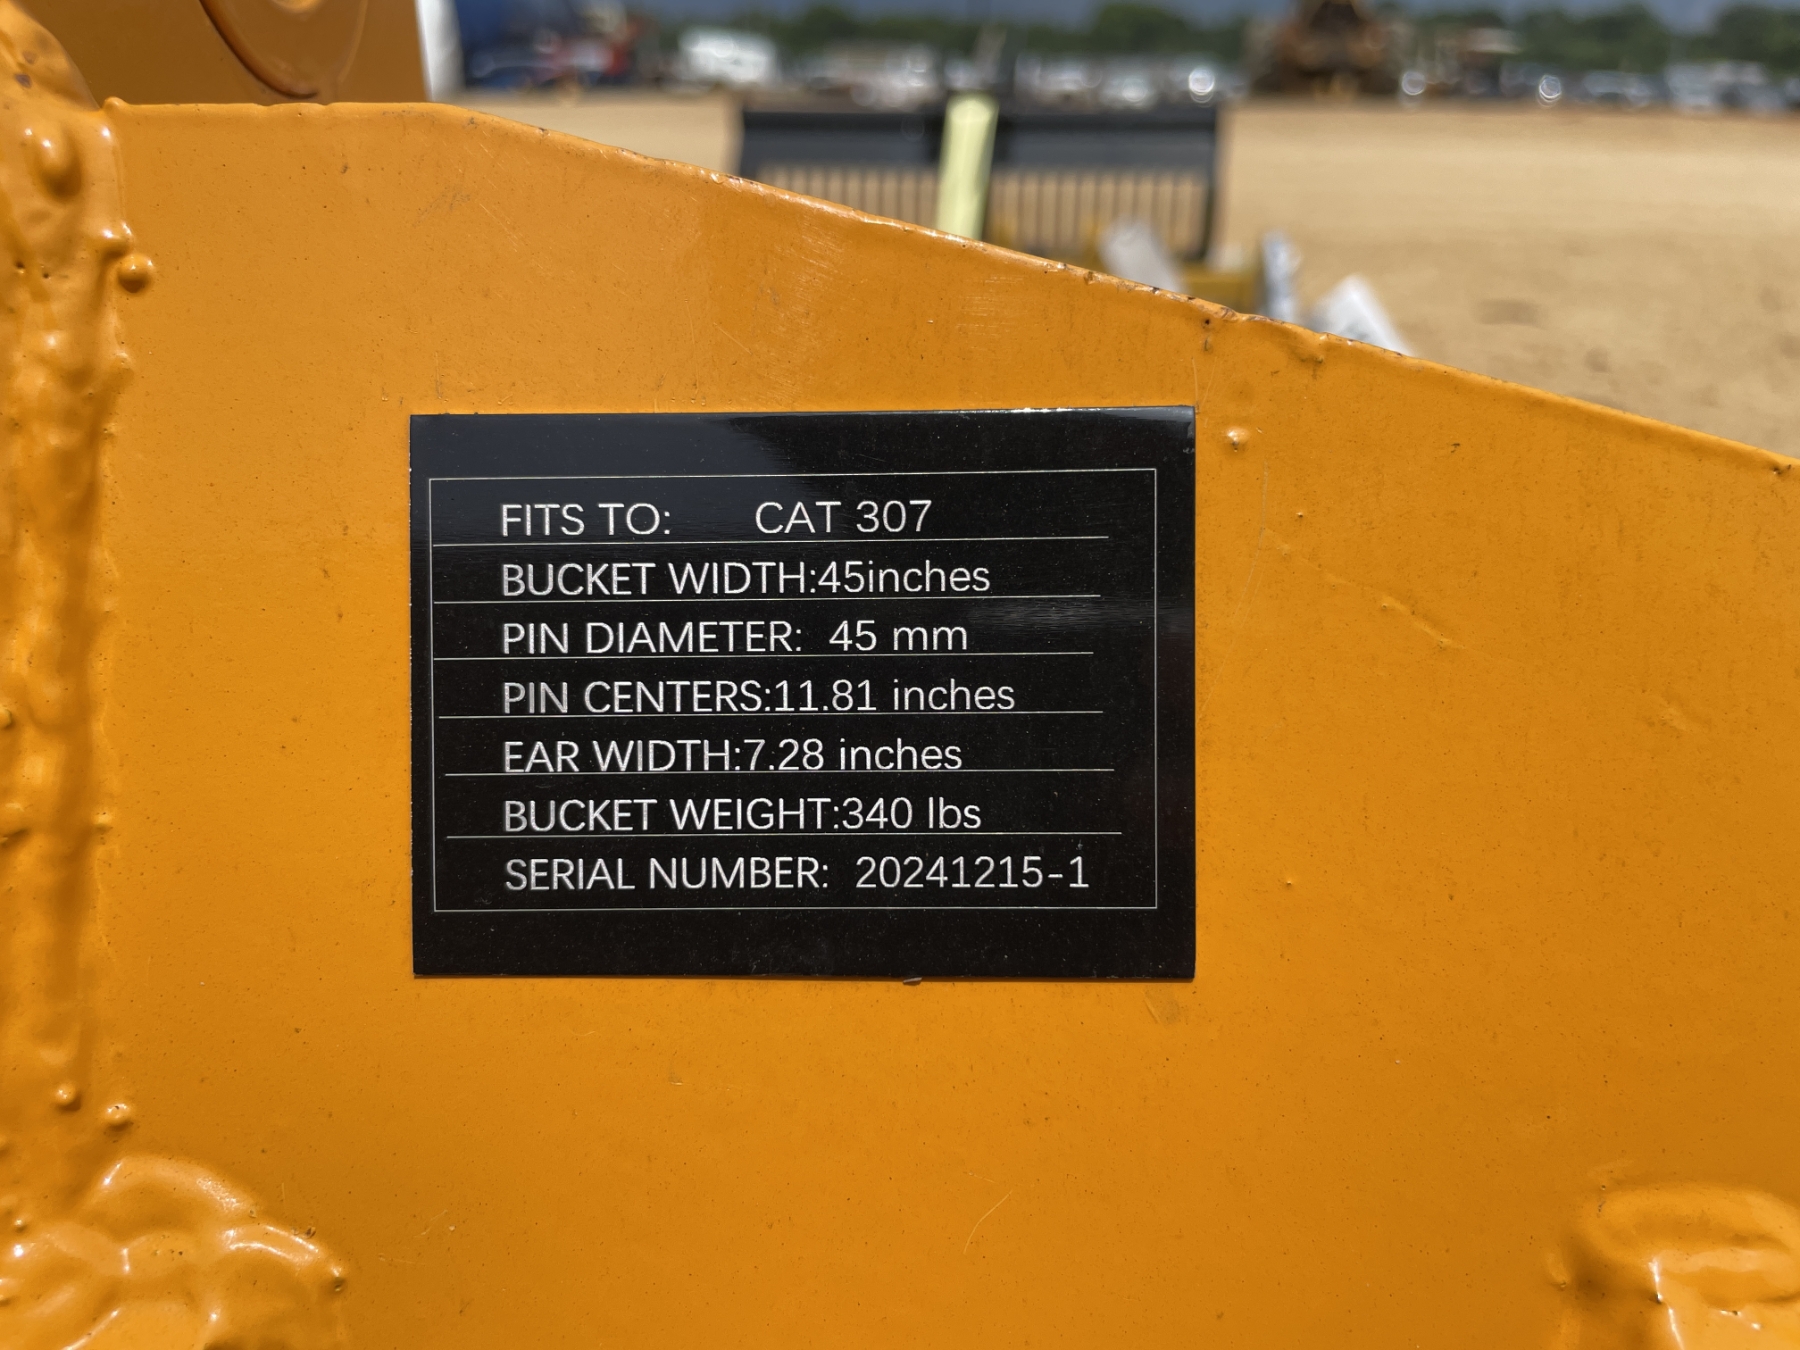 FITS TO: CAT 307
BUCKET WIDTH:45inches
PIN DIAMETER: 45 mm
PIN CENTERS:11.81 inches
EAR WIDTH:7.28 inches
BUCKET WEIGHT:340 lbs
SERIAL NUMBER: 20241215-1